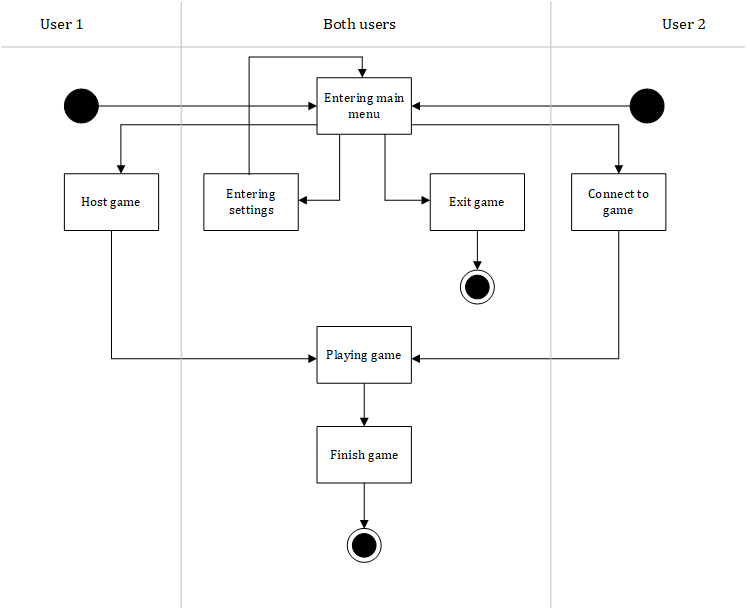 User 1
Both users
User 2
Entering main
menu
Host game
Entering
settings
Exit game
Connect to
game
Playing game
Finish game